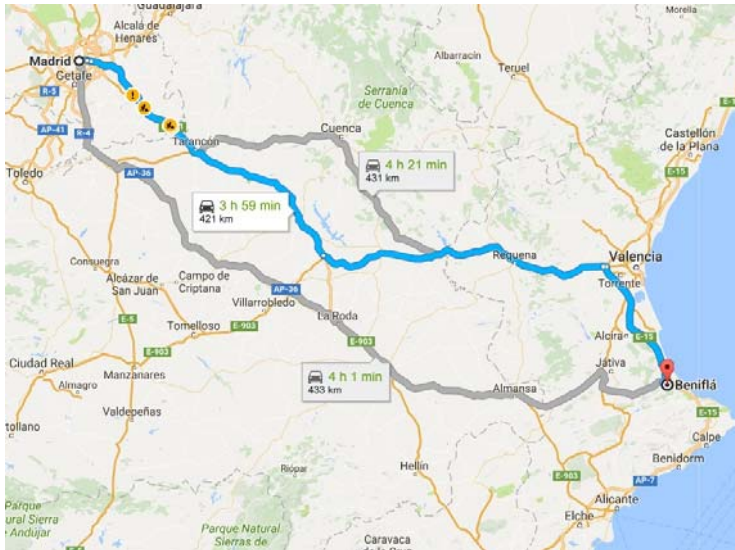 Guadalajara
Morella
Alcalá de
Henares
Madrid
Getafe
Albarracín
Teruel
R-5
Serranía
de Cuenca
AP-41
R-4
Tarancón
Cuenca
Castellón
de la Plana
E-15
Toledo
AP-36
4 h 21 min
431 km
3 h 59 min
421 km
Consuegra
Requena
Valencia
Torrente
Alcázar de
San Juan
Campo de
Criptana
AP-36
Villarrobledo
E-5
Tomelloso
E-903
La Roda
E-903
Alcira
E-15
Ciudad Real
Manzanares
4 h 1 min
433 km
Játiva
Beniflá
Almagro
Almansa
Valdepeñas
E-15
Calpe
tollano
Benidorm
Hellín
E-903
AP-7
Riópar
Alicante
Elche
Parque
ural Sierra
e Andújar
Parque Natural
Sierras de
Caravaca